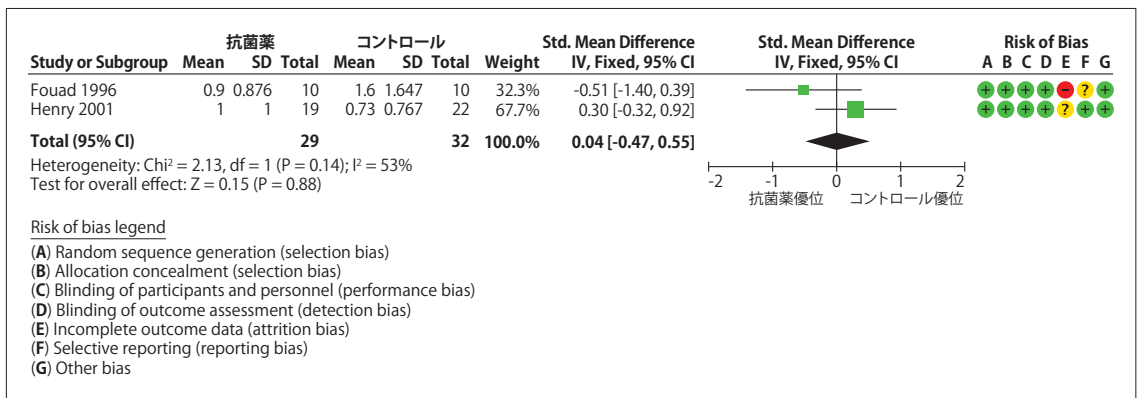 抗菌薬 コントロール Std. Mean Difference Std. Mean Difference Risk of Bias
Study or Subgroup Mean SD Total Mean SD Total Weight IV, Fixed, 95% CI IV, Fixed, 95% CI A B C D E F G
Fouad 1996 0.9 0.876 10 1.6 1.647 10 32.3% -0.51 [-1.40, 0.39] + + + + − ? +
Henry 2001 1 1 19 0.73 0.767 22 67.7% 0.30 [-0.32, 0.92] + + + + ? + +
Total (95% CI) 29 32 100.0% 0.04 [-0.47, 0.55]
Heterogeneity: Chi² = 2.13, df = 1 (P = 0.14); I² = 53%
Test for overall effect: Z = 0.15 (P = 0.88)
-2 -1 0 1 2
抗菌薬優位 コントロール優位
Risk of bias legend
(A) Random sequence generation (selection bias)
(B) Allocation concealment (selection bias)
(C) Blinding of participants and personnel (performance bias)
(D) Blinding of outcome assessment (detection bias)
(E) Incomplete outcome data (attrition bias)
(F) Selective reporting (reporting bias)
(G) Other bias